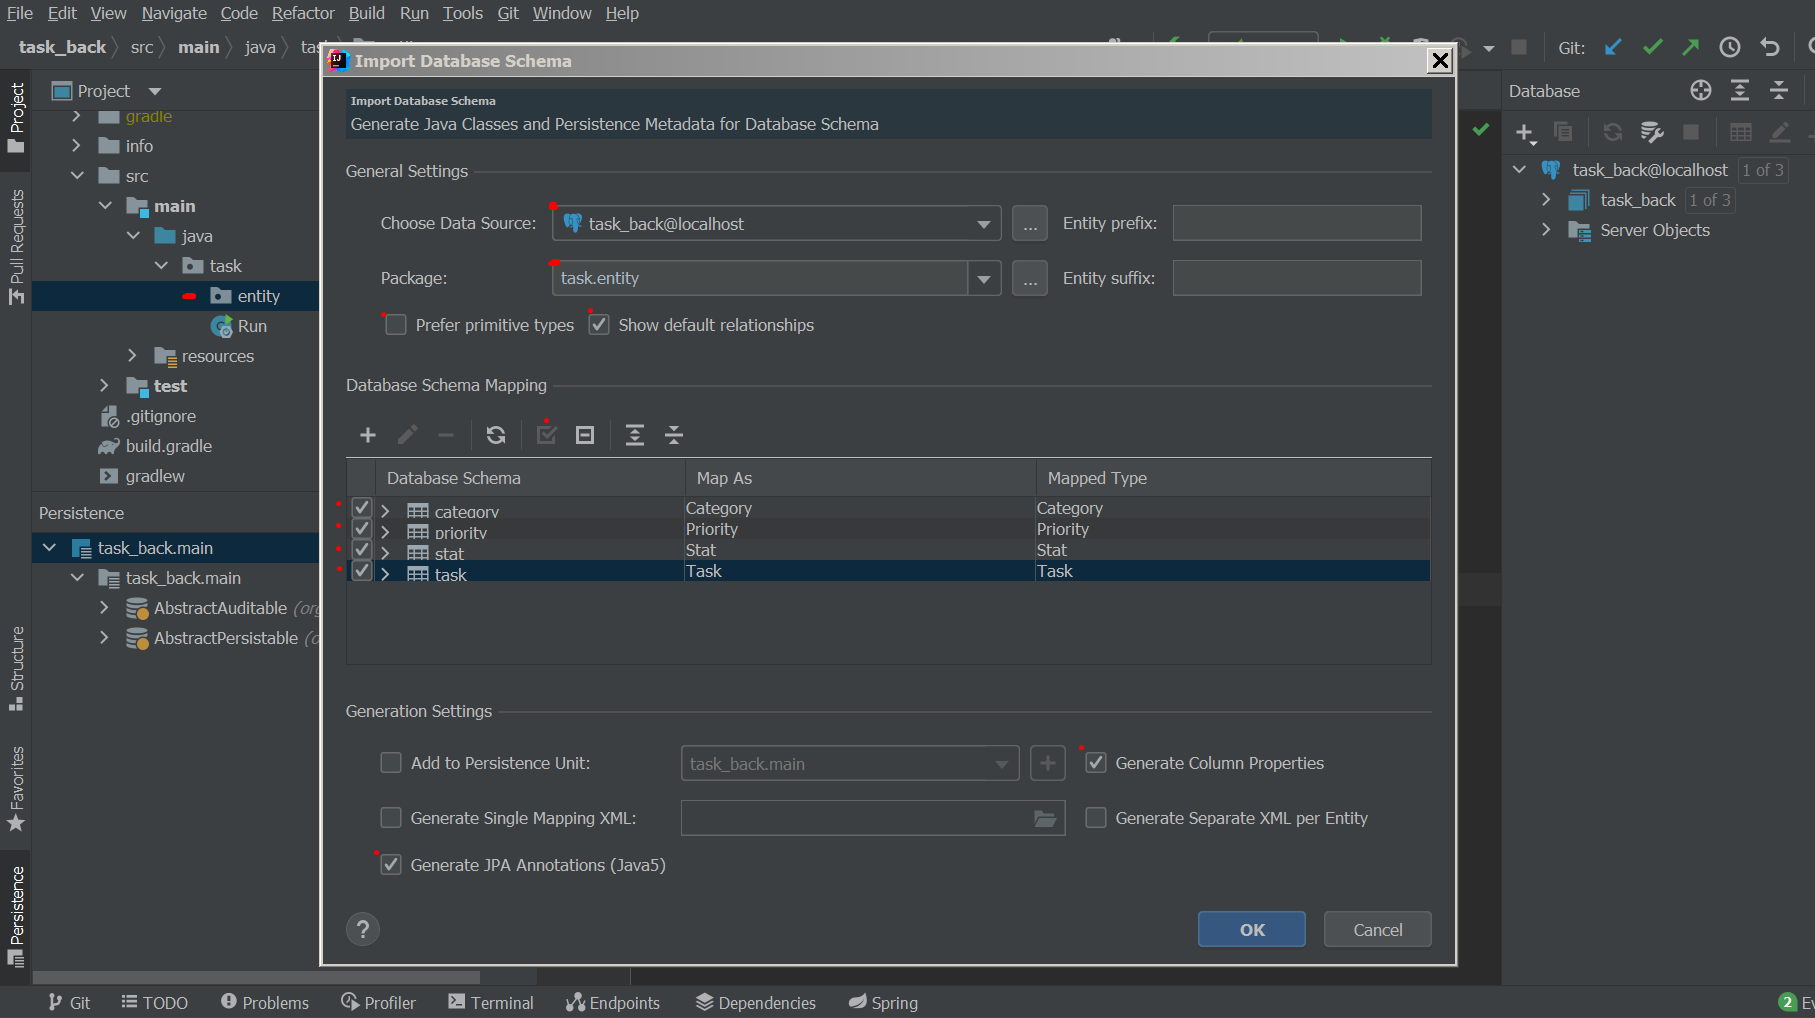 File Edit View Navigate Code Refactor Build Run Tools Git Window Help
task_back src main java
Git:
Import Database Schema
Project
Project
gradle
info
src
main
java
task
entity
Run
resources
test
.gitignore
build.gradle
gradlew
Persistence
task_back.main
task_back.main
AbstractAuditable
AbstractPersistable
Pull Requests
Structure
Favorites
Persistence
Import Database Schema
Generate Java Classes and Persistence Metadata for Database Schema
General Settings
Choose Data Source: task_back@localhost ... Entity prefix:
Package: task.entity ... Entity suffix:
Prefer primitive types Show default relationships
Database Schema Mapping
Database Schema Map As Mapped Type
category Category Category
priority Priority Priority
stat Stat Stat
task Task Task
Generation Settings
Add to Persistence Unit: task_back.main Generate Column Properties
Generate Single Mapping XML: Generate Separate XML per Entity
Generate JPA Annotations (Java5)
? OK Cancel
Database
task_back@localhost 1 of 3
task_back 1 of 3
Server Objects
Git TODO Problems Profiler Terminal Endpoints Dependencies Spring
2